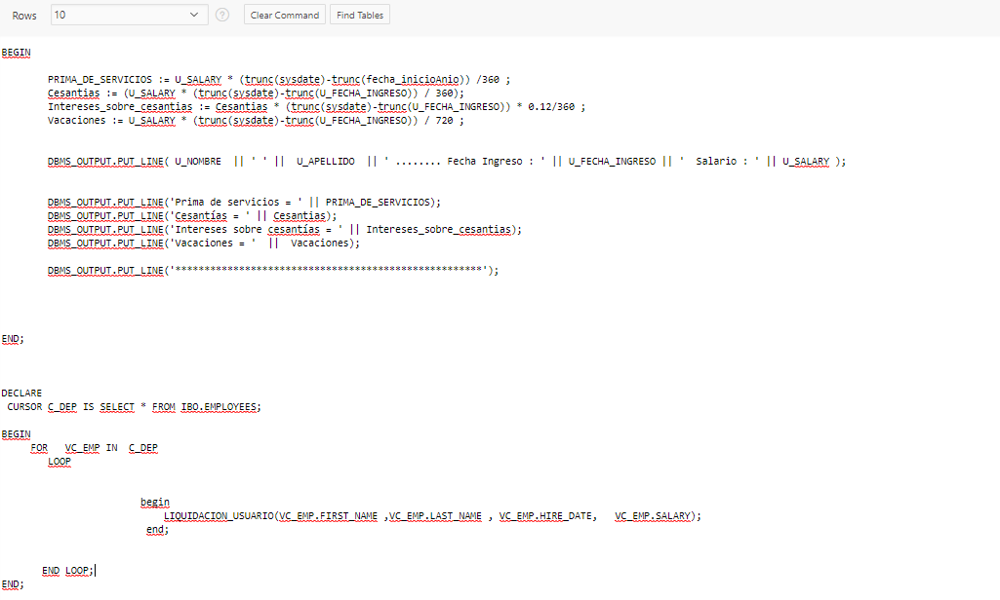 Rows 10 ? Clear Command Find Tables
BEGIN
PRIMA_DE_SERVICIOS := U_SALARY * (trunc(sysdate)-trunc(fecha_inicioAnio)) /360 ;
Cesantias := (U_SALARY * (trunc(sysdate)-trunc(U_FECHA_INGRESO)) / 360);
Intereses_sobre_cesantias := Cesantias * (trunc(sysdate)-trunc(U_FECHA_INGRESO)) * 0.12/360 ;
Vacaciones := U_SALARY * (trunc(sysdate)-trunc(U_FECHA_INGRESO)) / 720 ;
DBMS_OUTPUT.PUT_LINE( U_NOMBRE || ' ' || U_APELLIDO || ' ........ Fecha Ingreso : ' || U_FECHA_INGRESO || ' Salario : ' || U_SALARY );
DBMS_OUTPUT.PUT_LINE('Prima de servicios = ' || PRIMA_DE_SERVICIOS);
DBMS_OUTPUT.PUT_LINE('Cesantías = ' || Cesantias);
DBMS_OUTPUT.PUT_LINE('Intereses sobre cesantías = ' || Intereses_sobre_cesantias);
DBMS_OUTPUT.PUT_LINE('Vacaciones = ' || Vacaciones);
DBMS_OUTPUT.PUT_LINE('*****************************************************');
END;
DECLARE
CURSOR C_DEP IS SELECT * FROM IBO.EMPLOYEES;
BEGIN
FOR VC_EMP IN C_DEP
LOOP
begin
LIQUIDACION_USUARIO(VC_EMP.FIRST_NAME ,VC_EMP.LAST_NAME , VC_EMP.HIRE_DATE, VC_EMP.SALARY);
end;
END LOOP;
END;